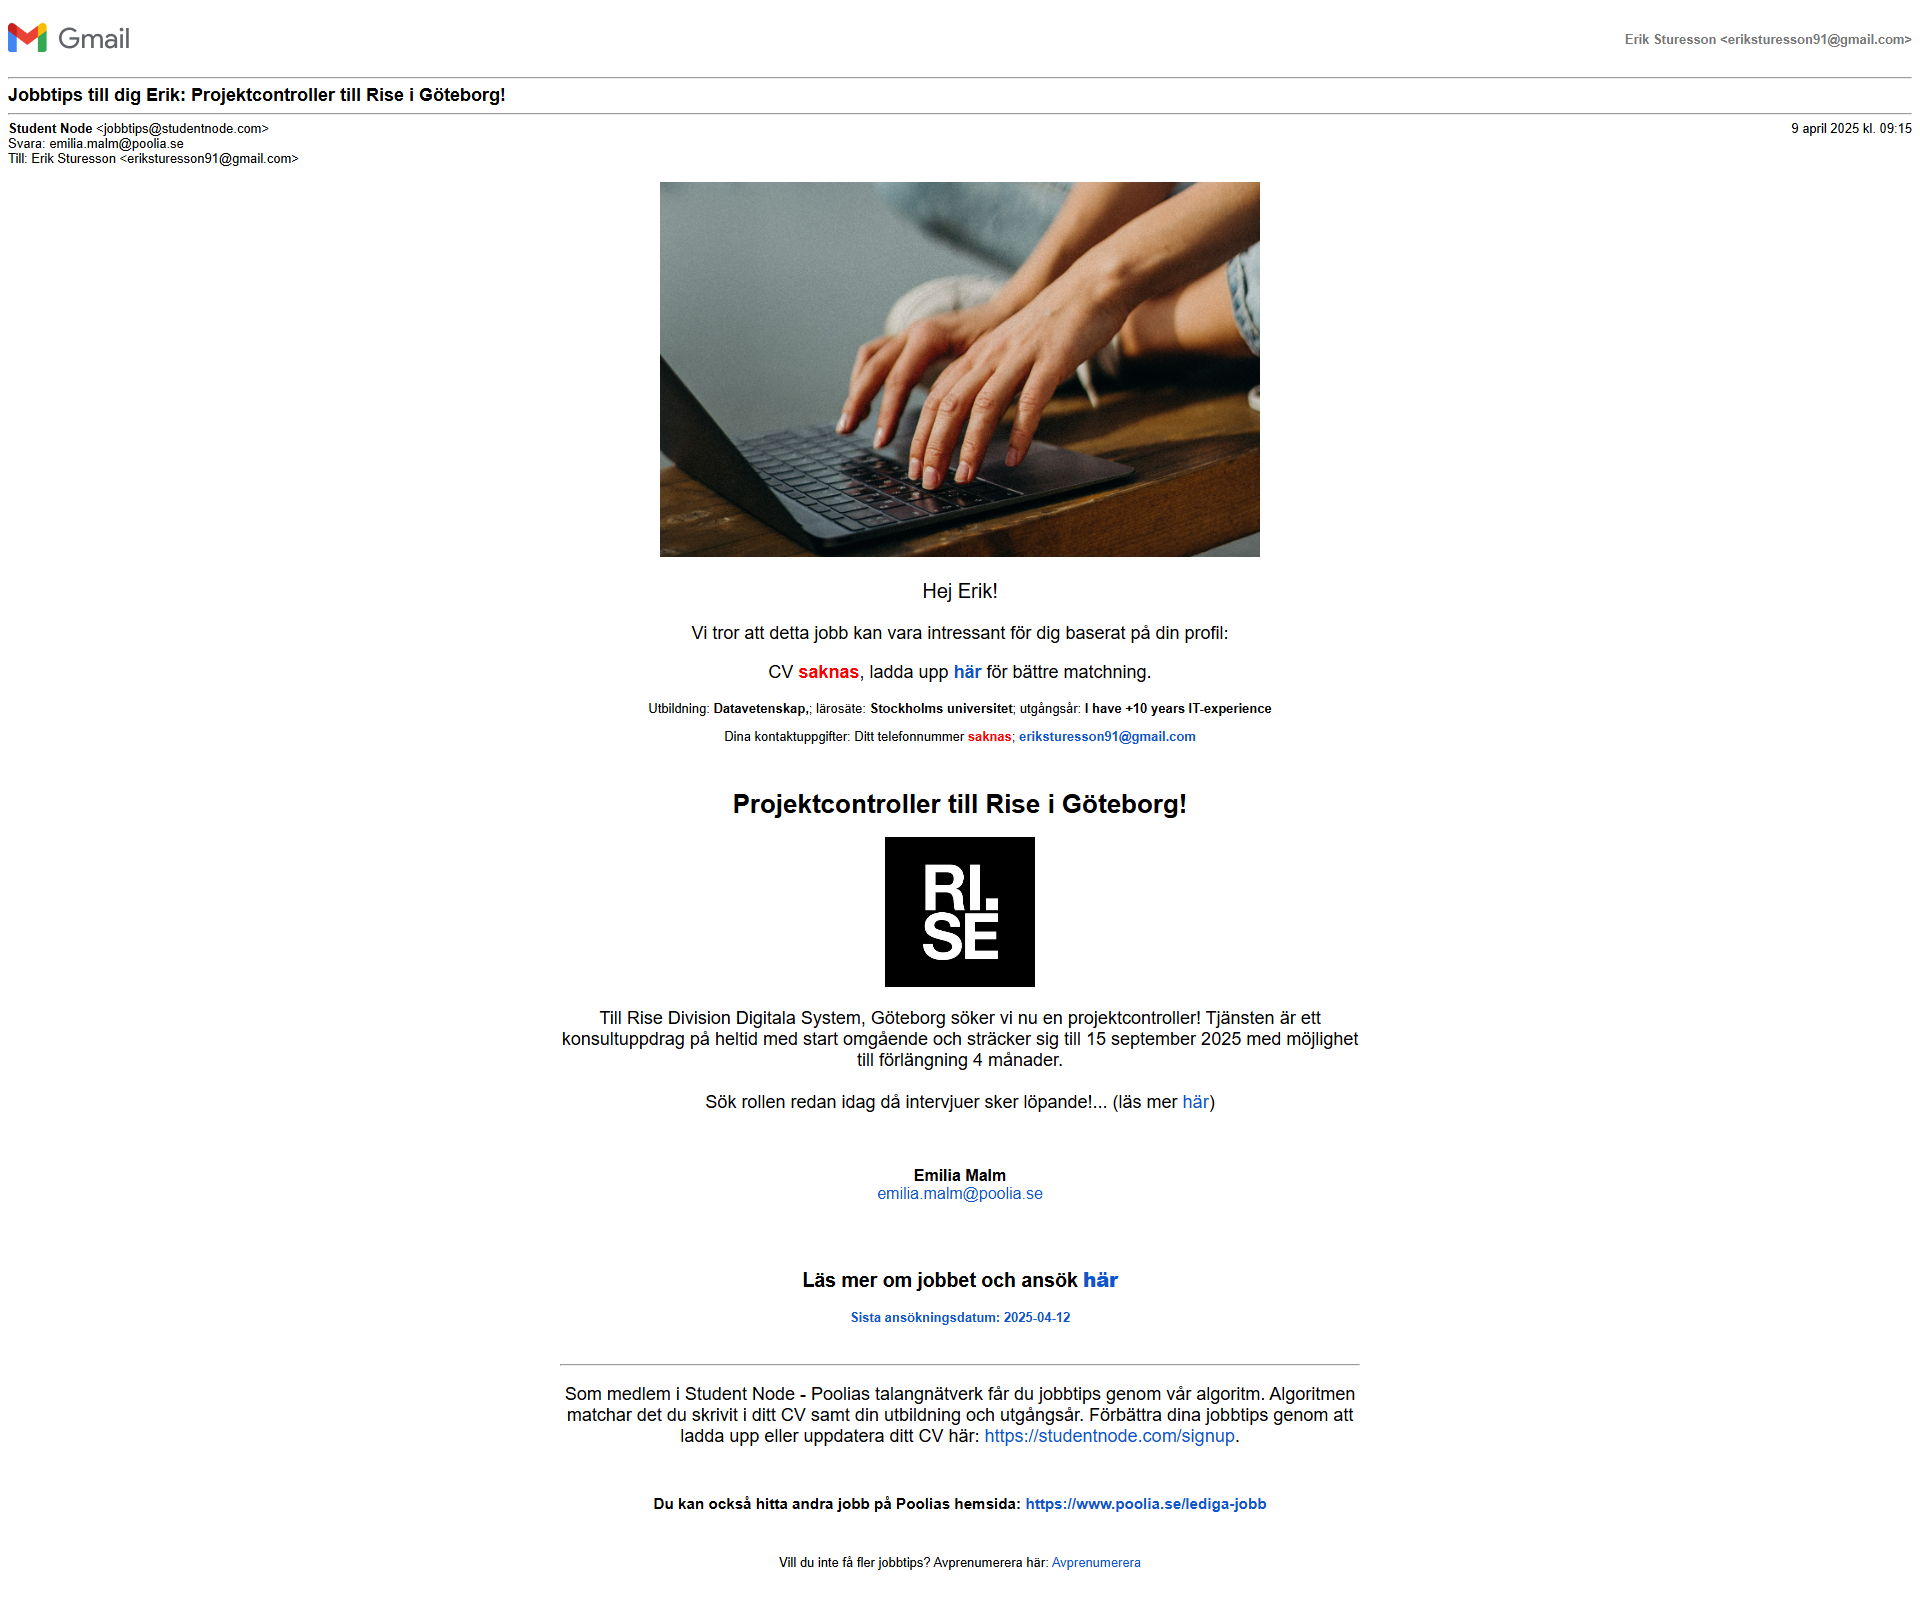 Gmail
Erik Sturesson <eriksturesson91@gmail.com>
Jobbtips till dig Erik: Projektcontroller till Rise i Göteborg!
Student Node <jobbtips@studentnode.com>
9 april 2025 kl. 09:15
Svara: emilia.malm@poolia.se
Till: Erik Sturesson <eriksturesson91@gmail.com>
Hej Erik!
Vi tror att detta jobb kan vara intressant för dig baserat på din profil:
CV saknas, ladda upp här för bättre matchning.
Utbildning: Datavetenskap,; lärosäte: Stockholms universitet; utgångsår: I have +10 years IT-experience
Dina kontaktuppgifter: Ditt telefonnummer saknas; eriksturesson91@gmail.com
Projektcontroller till Rise i Göteborg!
RI.
SE
Till Rise Division Digitala System, Göteborg söker vi nu en projektcontroller! Tjänsten är ett
konsultuppdrag på heltid med start omgående och sträcker sig till 15 september 2025 med möjlighet
till förlängning 4 månader.
Sök rollen redan idag då intervjuer sker löpande!... (läs mer här)
Emilia Malm
emilia.malm@poolia.se
Läs mer om jobbet och ansök här
Sista ansökningsdatum: 2025-04-12
Som medlem i Student Node - Poolias talangnätverk får du jobbtips genom vår algoritm. Algoritmen
matchar det du skrivit i ditt CV samt din utbildning och utgångsår. Förbättra dina jobbtips genom att
ladda upp eller uppdatera ditt CV här: https://studentnode.com/signup.
Du kan också hitta andra jobb på Poolias hemsida: https://www.poolia.se/lediga-jobb
Vill du inte få fler jobbtips? Avprenumerera här: Avprenumerera